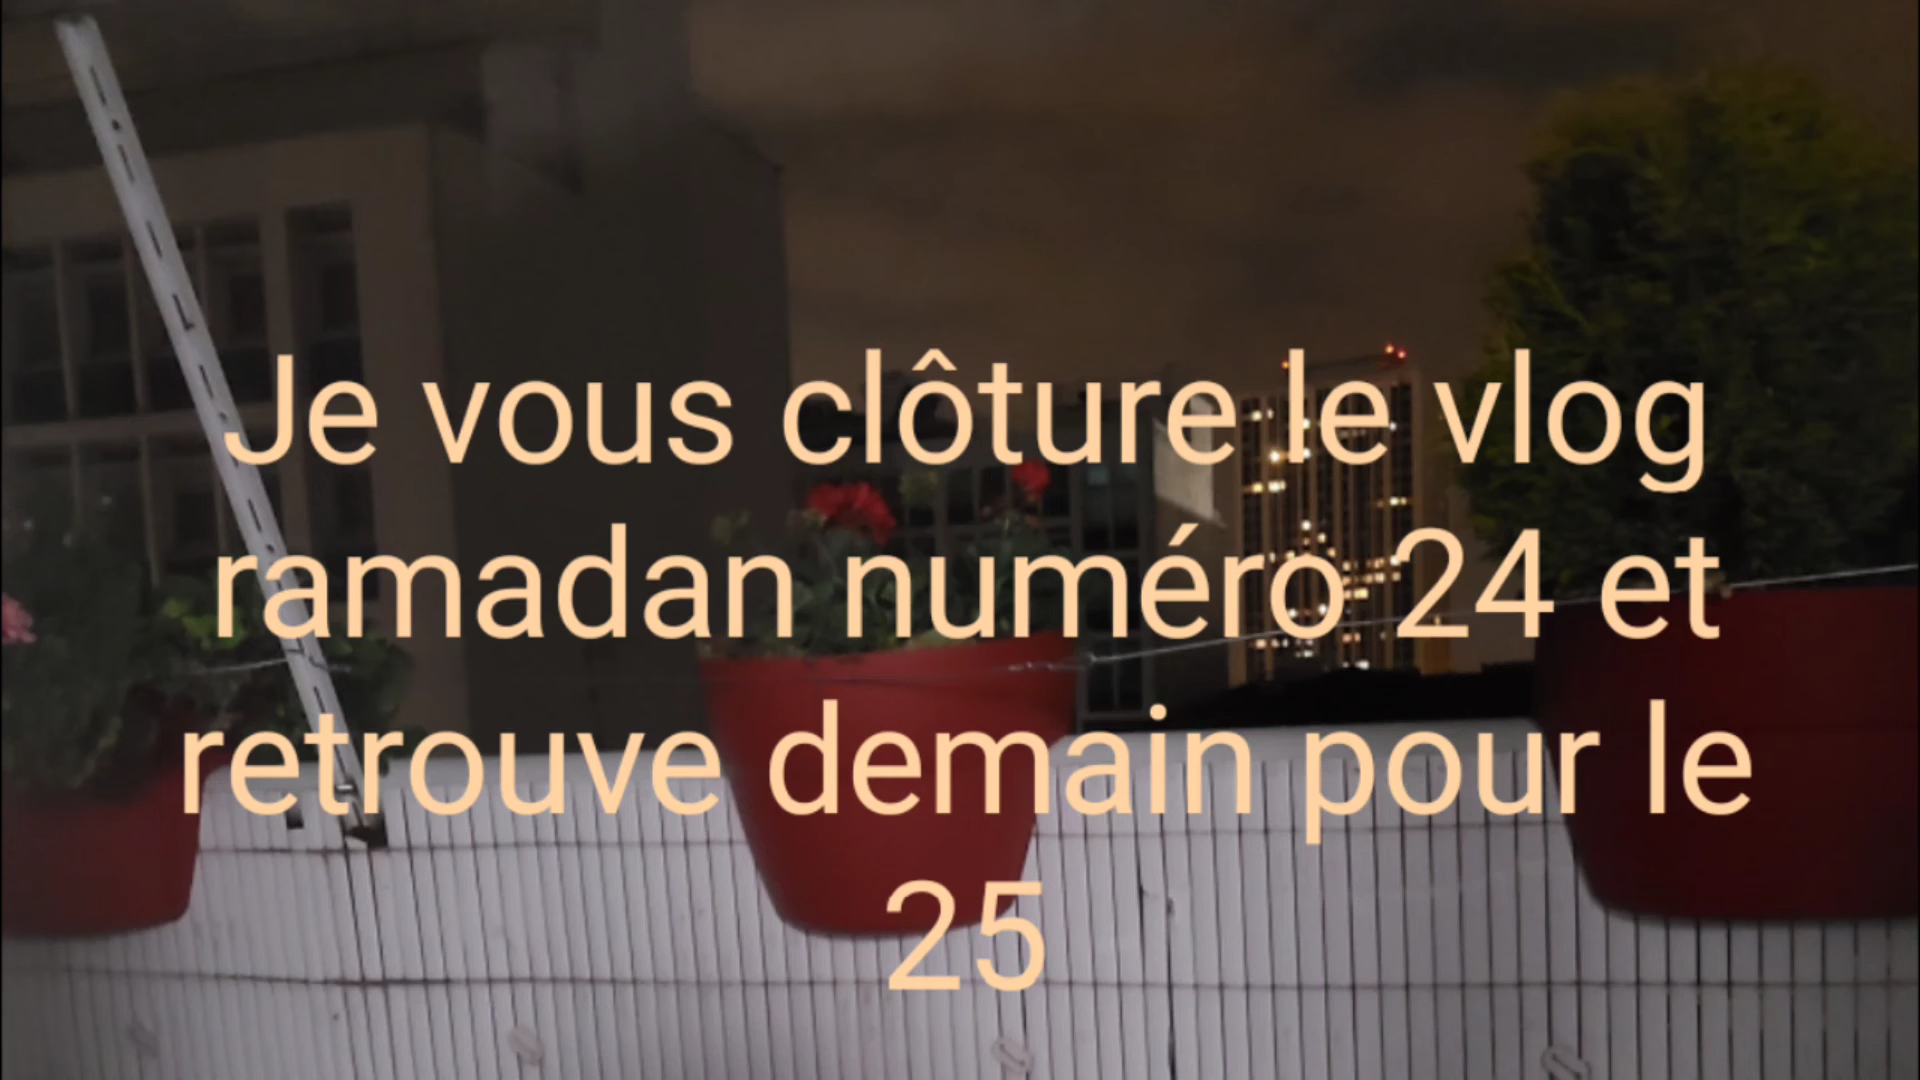 Je vous clôture le vlog
ramadan numéro 24 et
retrouve demain pour le
25